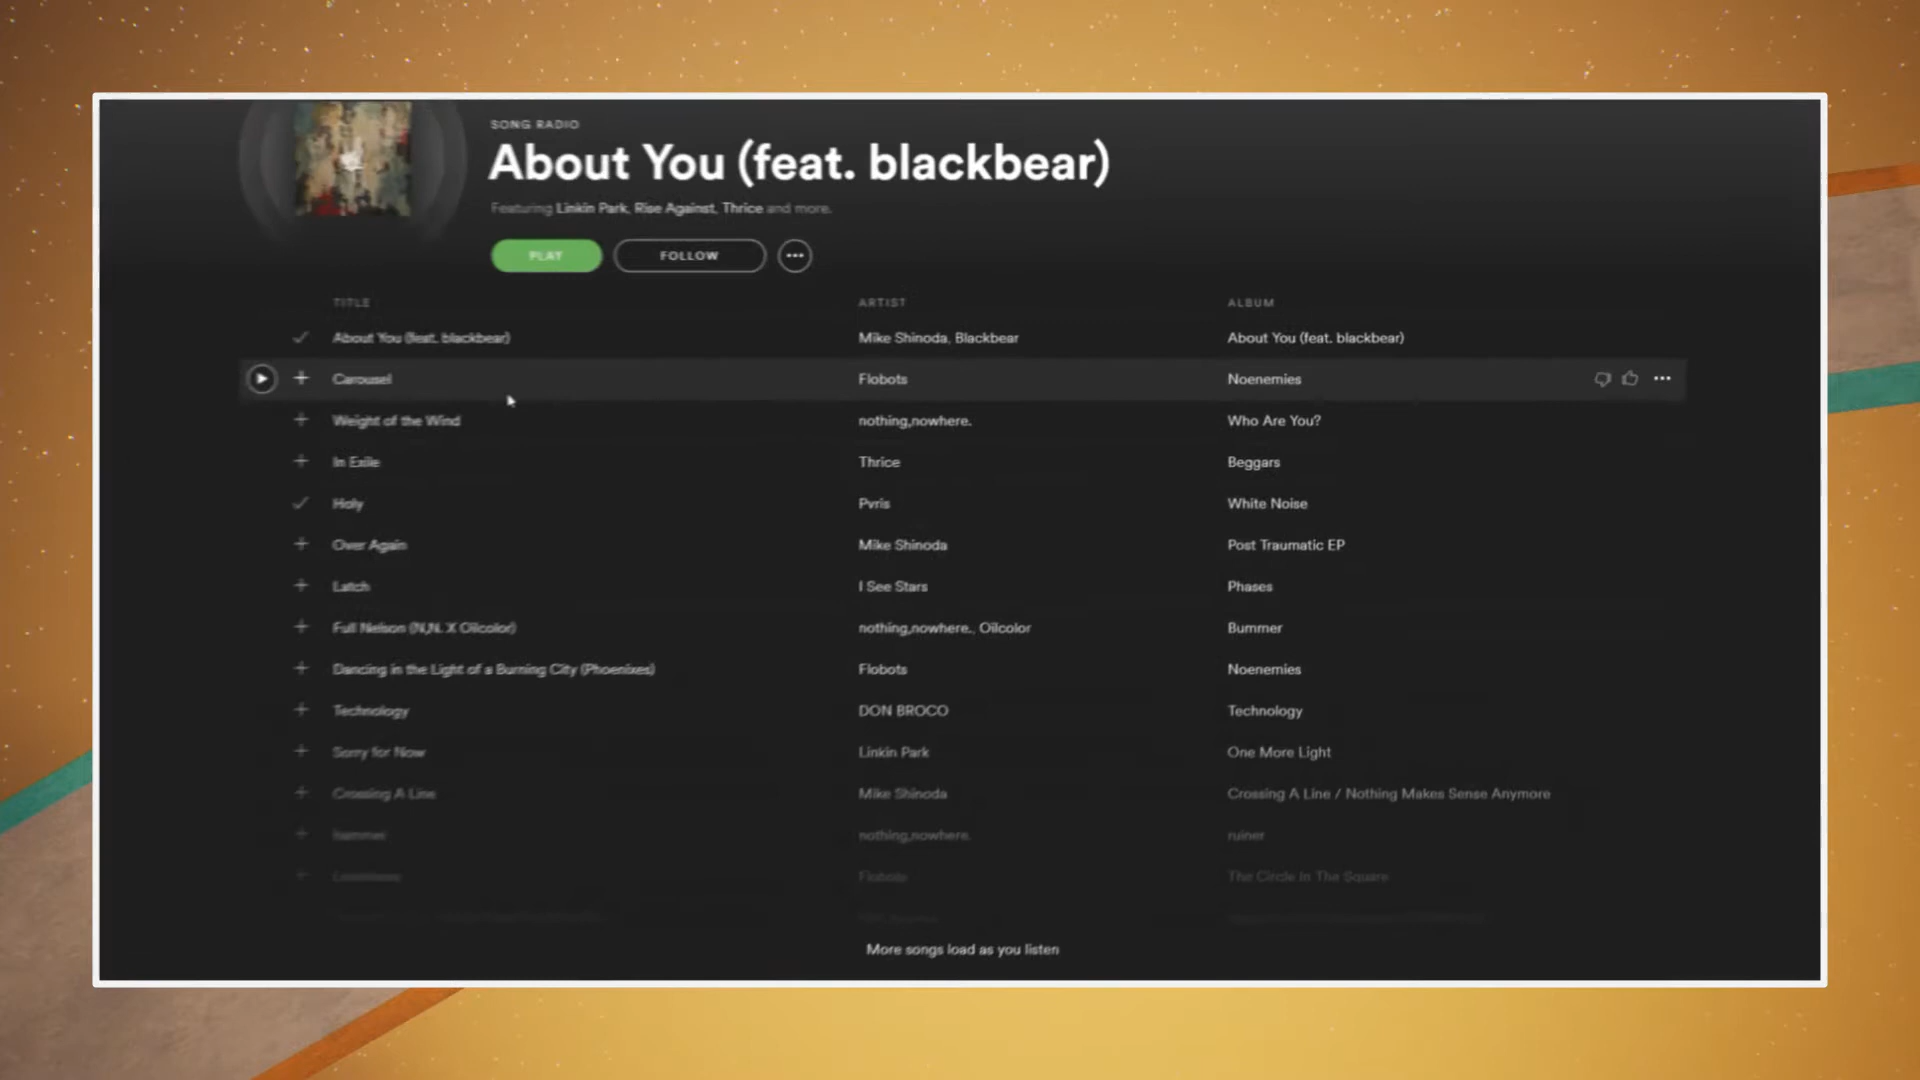 SONG RADIO
About You (feat. blackbear)
Featuring Linkin Park, Rise Against, Thrice and more.
PLAY FOLLOW
TITLE ARTIST ALBUM
About You (feat. blackbear) Mike Shinoda, Blackbear About You (feat. blackbear)
Carousel Flobots Noenemies
Weight of the Wind nothing,nowhere. Who Are You?
In Exile Thrice Beggars
Holy Pvris White Noise
Over Again Mike Shinoda Post Traumatic EP
Latch I See Stars Phases
Full Nelson (N,N. X Oilcolor) nothing,nowhere., Oilcolor Bummer
Dancing in the Light of a Burning City (Phoenixes) Flobots Noenemies
Technology DON BROCO Technology
Sorry for Now Linkin Park One More Light
Crossing A Line Mike Shinoda Crossing A Line / Nothing Makes Sense Anymore
nothing,nowhere. ruiner
Flobots The Circle In The Square
More songs load as you listen